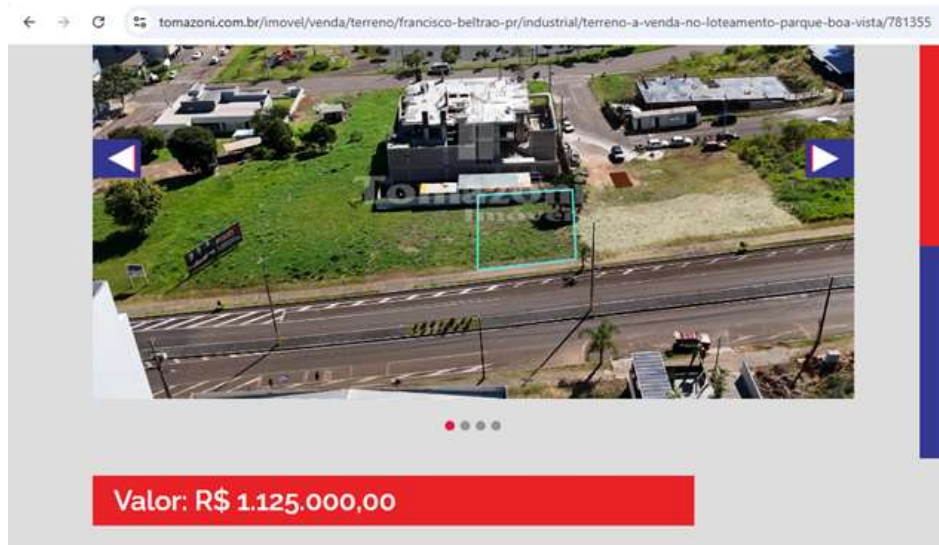 tomazoni.com.br/imovel/venda/terreno/francisco-beltrao-pr/industrial/terreno-a-venda-no-loteamento-parque-boa-vista/781355
Tomazoni
Imóveis
Valor: R$ 1.125.000,00